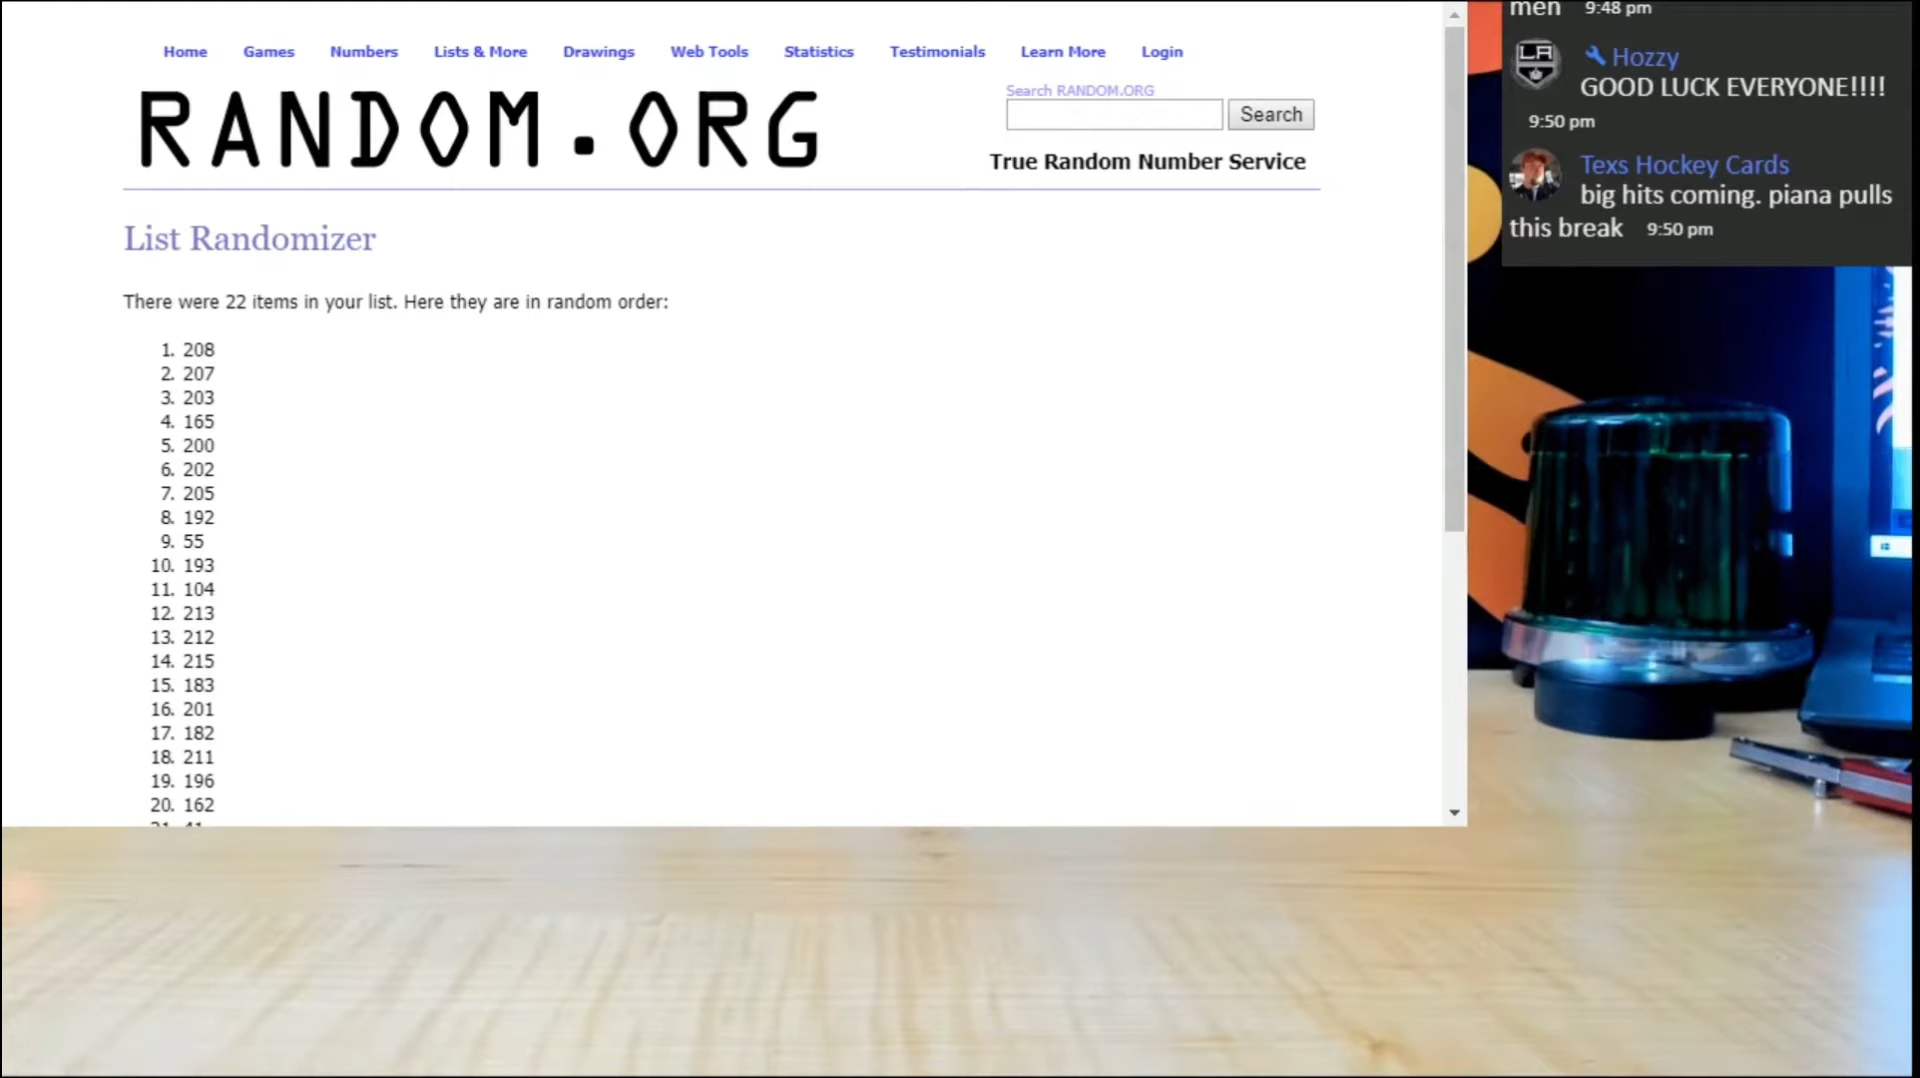 Home Games Numbers Lists & More Drawings Web Tools Statistics Testimonials Learn More Login
RANDOM.ORG
Search RANDOM.ORG
Search
True Random Number Service
List Randomizer
There were 22 items in your list. Here they are in random order:
1. 208
2. 207
3. 203
4. 165
5. 200
6. 202
7. 205
8. 192
9. 55
10. 193
11. 104
12. 213
13. 212
14. 215
15. 183
16. 201
17. 182
18. 211
19. 196
20. 162
men 9:48 pm
LA
Hozzy
GOOD LUCK EVERYONE!!!!
9:50 pm
Texs Hockey Cards
big hits coming. piana pulls
this break 9:50 pm